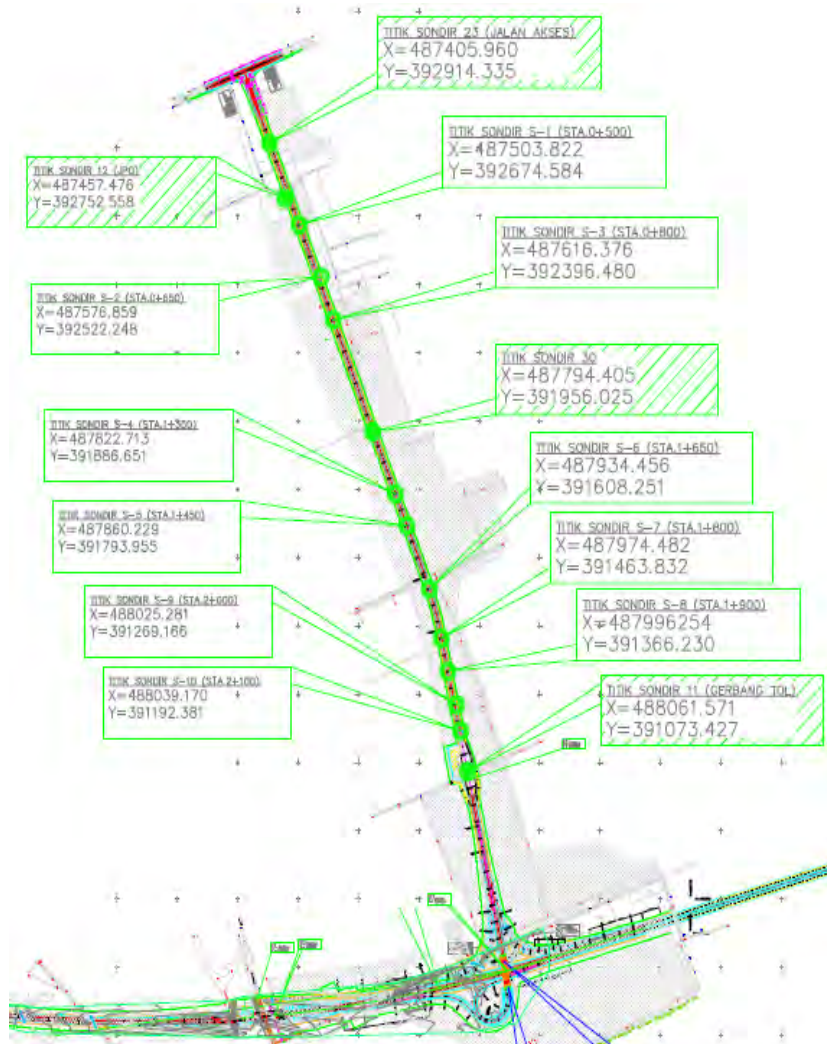 TITIK SONDIR 23 (JALAN AKSES)
X=487405.960
Y=392914.335
TITIK SONDIR S-1 (STA.0+500)
X=487503.822
Y=392674.584
TITIK SONDIR 12 (JPO)
X=487457.476
Y=392752.558
TITIK SONDIR S-3 (STA.0+800)
X=487616.376
Y=392396.480
TITIK SONDIR S-2 (STA.0+650)
X=487576.859
Y=392522.248
TITIK SONDIR 30
X=487794.405
Y=391956.025
TITIK SONDIR S-4 (STA.1+300)
X=487822.713
Y=391886.651
TITIK SONDIR S-6 (STA.1+650)
X=487934.456
Y=391608.251
TITIK SONDIR S-5 (STA.1+450)
X=487860.229
Y=391793.955
TITIK SONDIR S-7 (STA.1+800)
X=487974.482
Y=391463.832
TITIK SONDIR S-9 (STA.2+000)
X=488025.281
Y=391269.166
TITIK SONDIR S-8 (STA.1+900)
X=487996254
Y=391366.230
TITIK SONDIR S-10 (STA.2+100)
X=488039.170
Y=391192.381
TITIK SONDIR 11 (GERBANG TOL)
X=488061.571
Y=391073.427